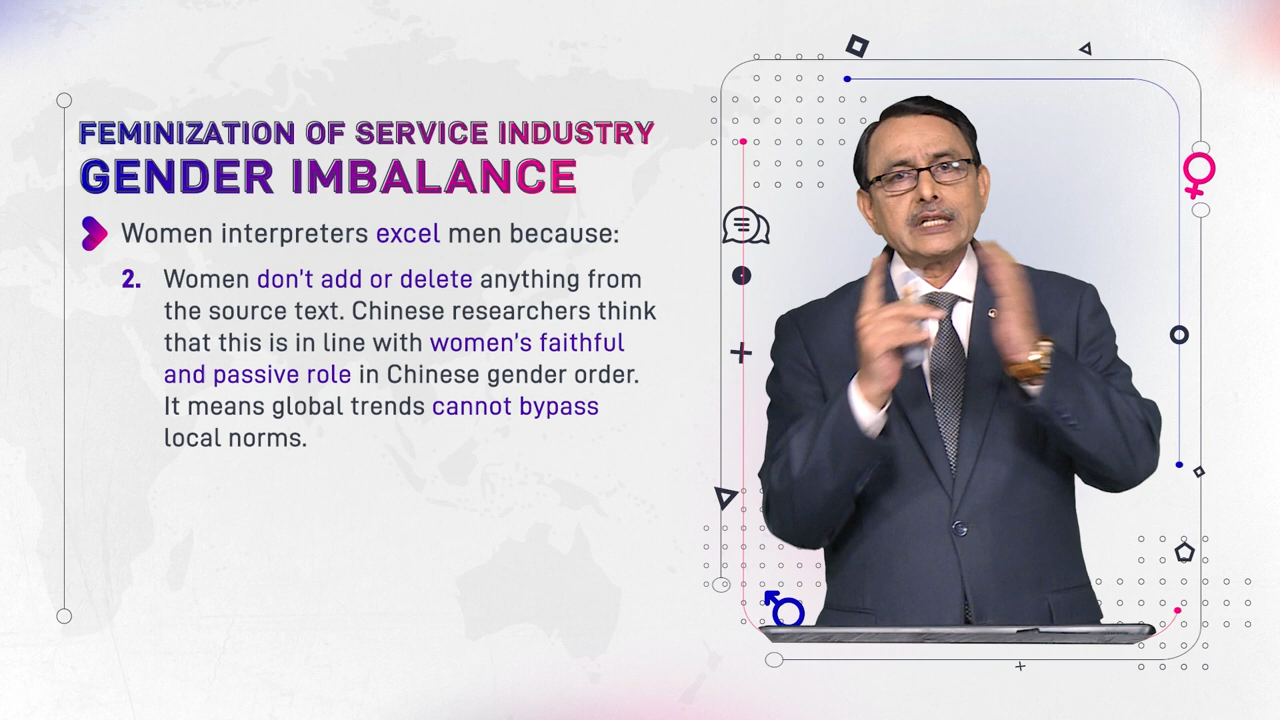 FEMINIZATION OF SERVICE INDUSTRY
GENDER IMBALANCE
Women interpreters excel men because:
2. Women don't add or delete anything from
the source text. Chinese researchers think
that this is in line with women's faithful
and passive role in Chinese gender order.
It means global trends cannot bypass
local norms.